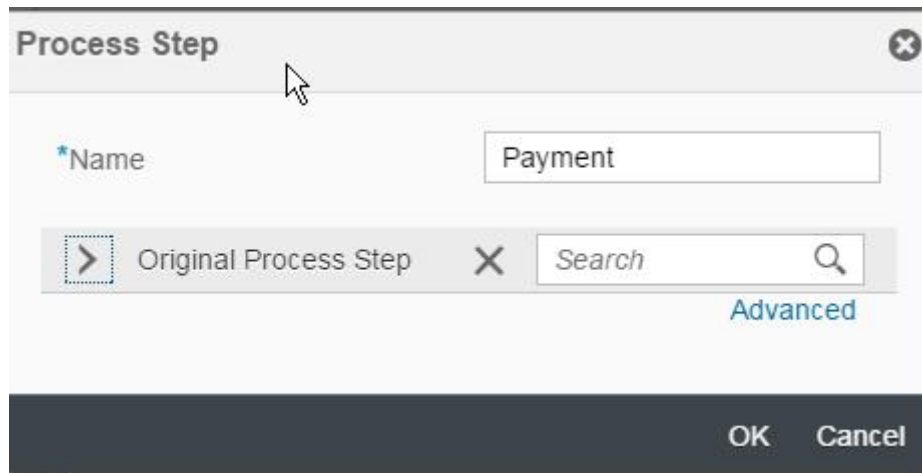 Process Step
*Name Payment
Original Process Step Search
Advanced
OK Cancel